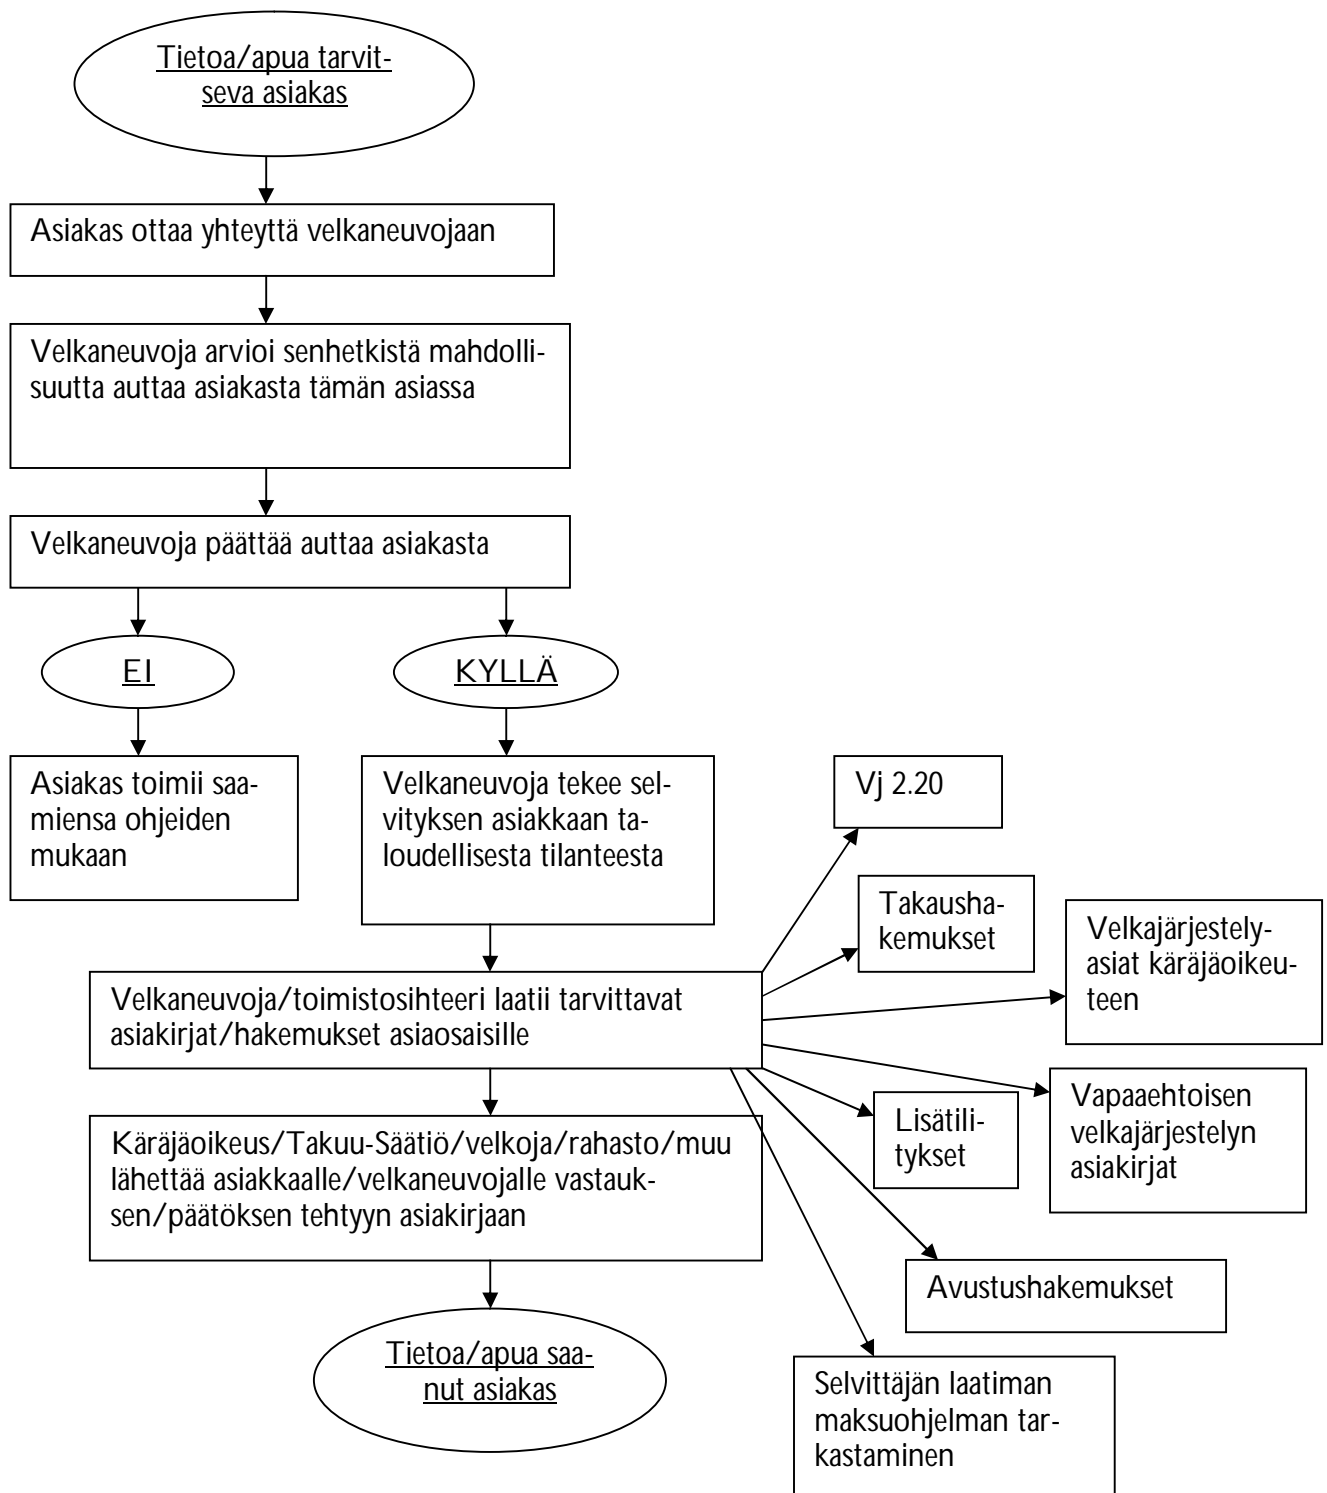 Tietoa/apua tarvit-
seva asiakas
Asiakas ottaa yhteyttä velkaneuvojaan
Velkaneuvoja arvioi senhetkistä mahdolli-
suutta auttaa asiakasta tämän asiassa
Velkaneuvoja päättää auttaa asiakasta
EI
KYLLÄ
Asiakas toimii saa-
miensa ohjeiden
mukaan
Velkaneuvoja tekee sel-
vityksen asiakkaan ta-
loudellisesta tilanteesta
Vj 2.20
Takausha-
kemukset
Velkajärjestely-
asiat käräjäoikeu-
teen
Velkaneuvoja/toimistosihteeri laatii tarvittavat
asiakirjat/hakemukset asiaosaisille
Vapaaehtoisen
velkajärjestelyn
asiakirjat
Lisätili-
tykset
Käräjäoikeus/Takuu-Säätiö/velkoja/rahasto/muu
lähettää asiakkaalle/velkaneuvojalle vastauk-
sen/päätöksen tehtyyn asiakirjaan
Avustushakemukset
Tietoa/apua saa-
nut asiakas
Selvittäjän laatiman
maksuohjelman tar-
kastaminen